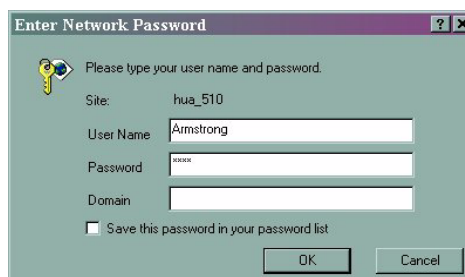 Enter Network Password
Please type your user name and password.
Site: hua_510
User Name Armstrong
Password ****
Domain
Save this password in your password list
OK Cancel